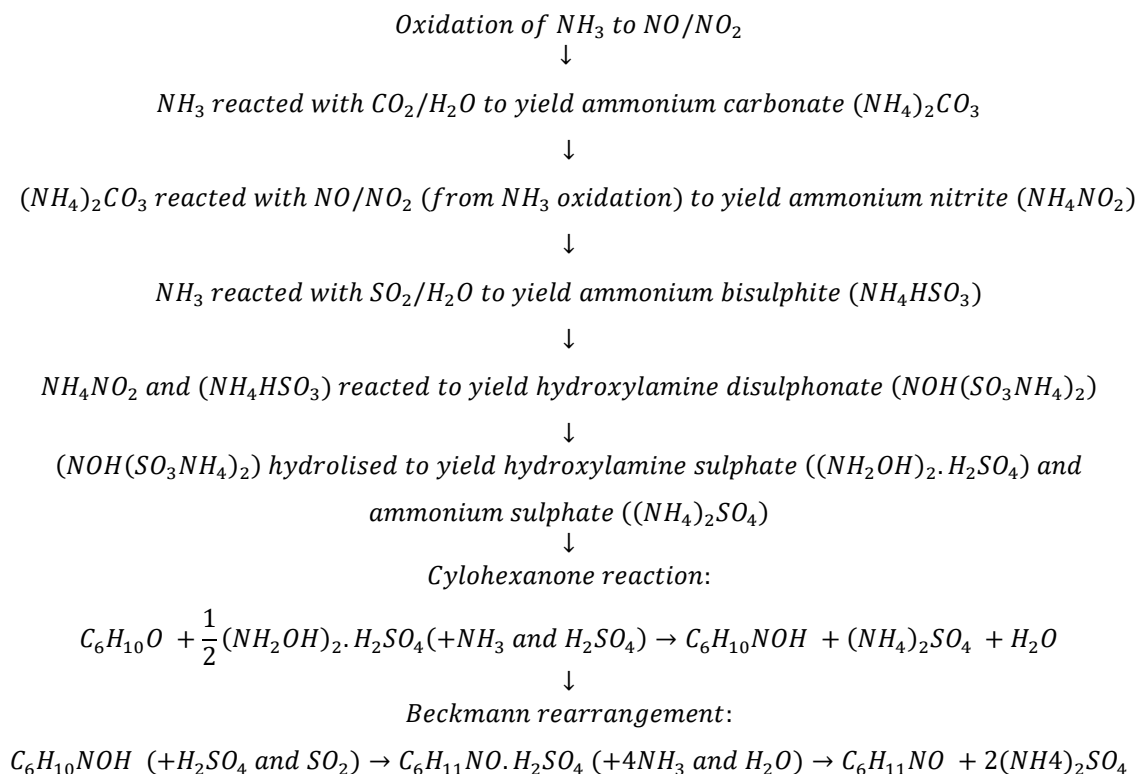 Oxidation of NH₃ to NO/NO₂
↓
NH₃ reacted with CO₂/H₂O to yield ammonium carbonate (NH₄)₂CO₃
↓
(NH₄)₂CO₃ reacted with NO/NO₂ (from NH₃ oxidation) to yield ammonium nitrite (NH₄NO₂)
↓
NH₃ reacted with SO₂/H₂O to yield ammonium bisulphite (NH₄HSO₃)
↓
NH₄NO₂ and (NH₄HSO₃) reacted to yield hydroxylamine disulphonate (NOH(SO₃NH₄)₂)
↓
(NOH(SO₃NH₄)₂) hydrolised to yield hydroxylamine sulphate ((NH₂OH)₂.H₂SO₄) and
ammonium sulphate ((NH₄)₂SO₄)
↓
Cylohexanone reaction:
C₆H₁₀O + 1/2 (NH₂OH)₂.H₂SO₄(+NH₃ and H₂SO₄) → C₆H₁₀NOH + (NH₄)₂SO₄ + H₂O
↓
Beckmann rearrangement:
C₆H₁₀NOH (+H₂SO₄ and SO₂) → C₆H₁₁NO.H₂SO₄ (+4NH₃ and H₂O) → C₆H₁₁NO + 2(NH4)₂SO₄